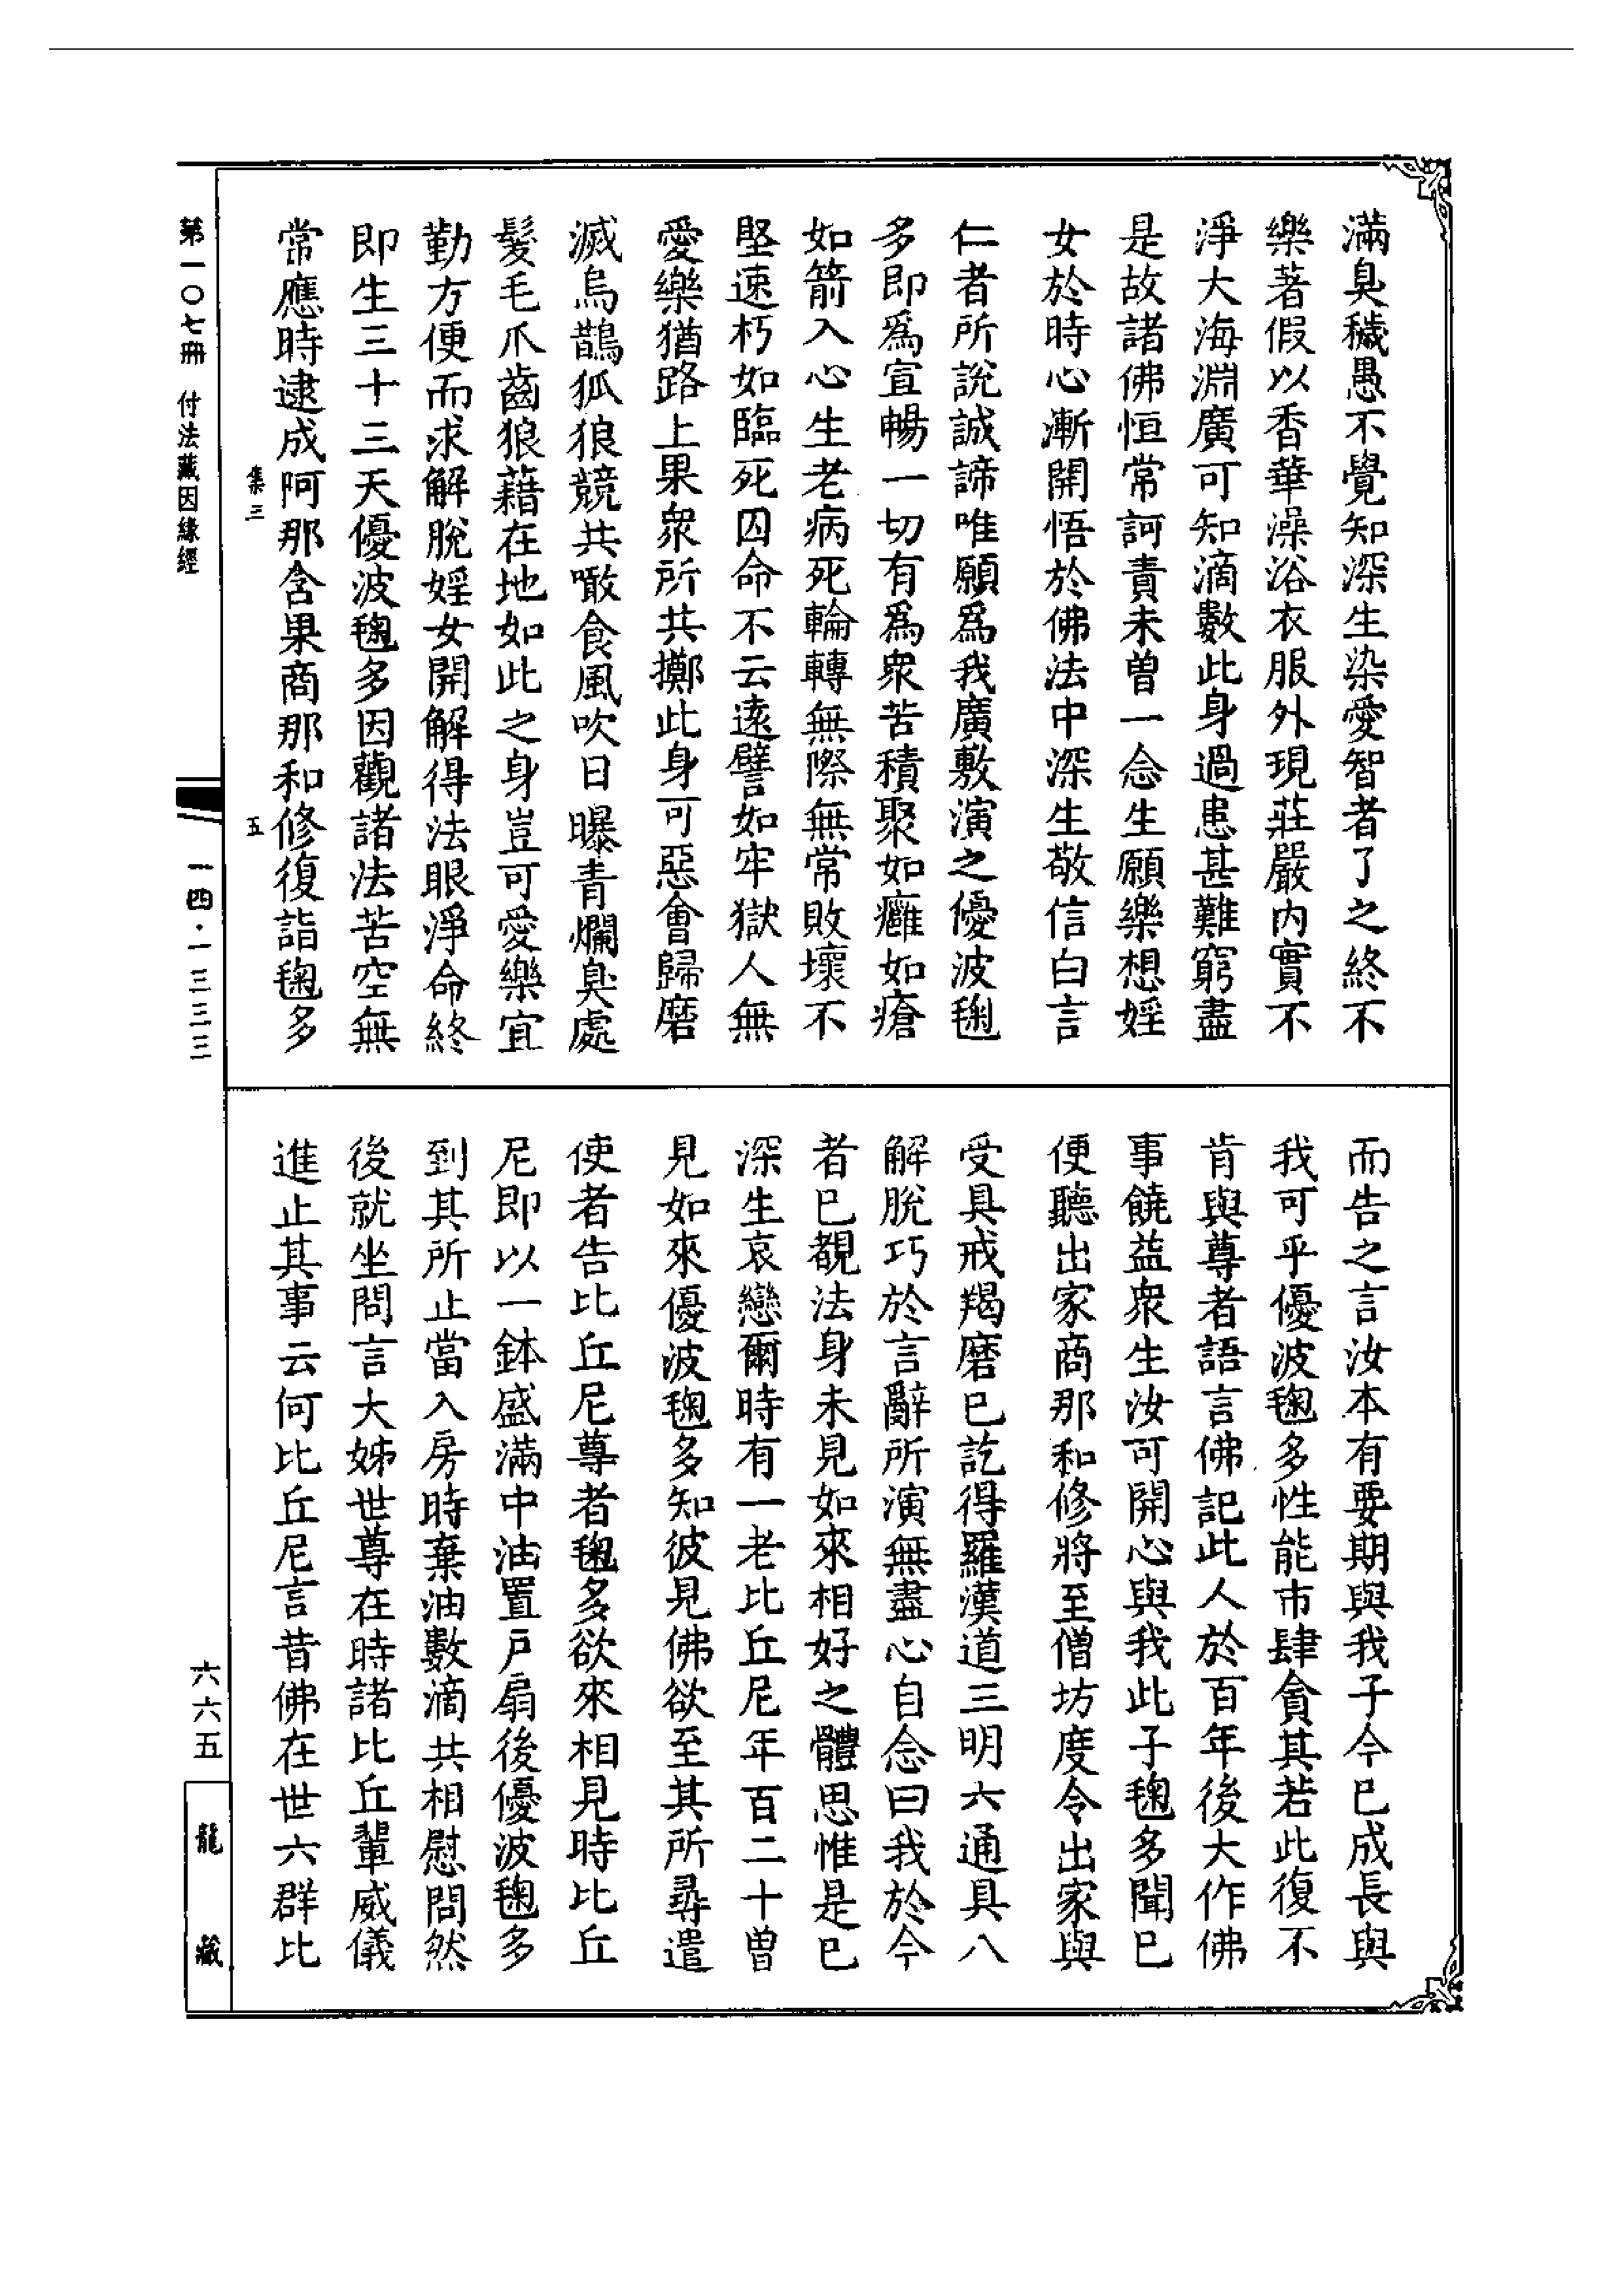 滿臭穢愚不覺知深生染愛智者了之終不
樂著假以香華澡浴衣服外現莊嚴內實不
淨大海淵廣可知滴數此身過患甚難窮盡
是故諸佛恒常訶責未曾一念生願樂想婬
女於時心漸開悟於佛法中深生敬信白言
仁者所說誠諦唯願為我廣敷演之優波毱
多即為宣暢一切有為眾苦積聚如癰如瘡
如箭入心生老病死輪轉無際無常敗壞不
堅速朽如臨死囚命不云遠譬如牢獄人無
愛樂猶路上果眾所共擲此身可惡會歸磨
滅烏鵲狐狼競共噉食風吹日曝青爛臭處
髮毛爪齒狼藉在地如此之身豈可愛樂宜
勤方便而求解脫婬女開解得法眼淨命終
即生三十三天優波毱多因觀諸法苦空無
常應時逮成阿那含果商那和修復詣毱多
而告之言汝本有要期與我子今已成長與
我可乎優波毱多性能市肆貪其若此復不
肯與尊者語言佛記此人於百年後大作佛
事饒益眾生汝可開心與我此子毱多聞已
便聽出家商那和修將至僧坊度令出家與
受具戒羯磨已訖得羅漢道三明六通具八
解脫巧於言辭所演無盡心自念曰我於今
者已覩法身未見如來相好之體思惟是已
深生哀戀爾時有一老比丘尼年百二十曾
見如來優波毱多知彼見佛欲至其所尋遣
使者告比丘尼尊者毱多欲來相見時比丘
尼即以一鉢盛滿中油置戶扇後優波毱多
到其所止當入房時棄油數滴共相慰問然
後就坐問言大姊世尊在時諸比丘輩威儀
進止其事云何比丘尼言昔佛在世六群比
集三 五
第一〇七冊 付法藏因緣經
一四·一三三三
六六五
龍藏